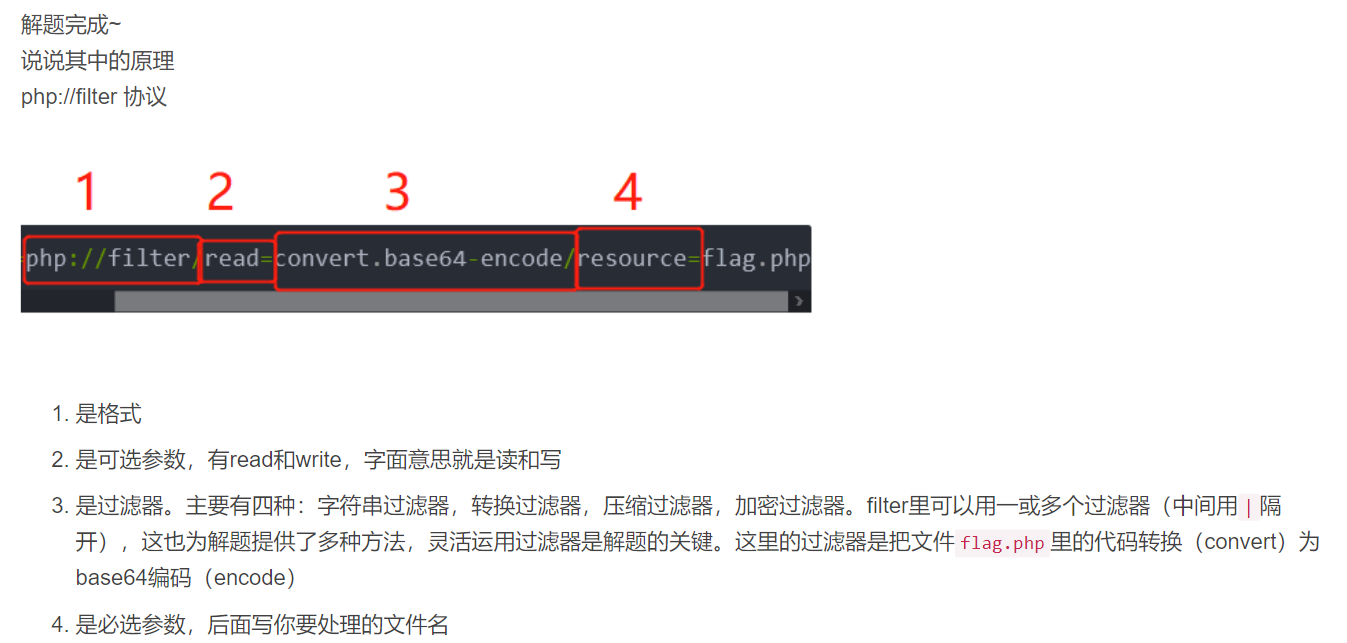 解题完成~
说说其中的原理
php://filter 协议
1 2 3 4
=php://filter/read=convert.base64-encode/resource=flag.php
1. 是格式
2. 是可选参数，有read和write，字面意思就是读和写
3. 是过滤器。主要有四种：字符串过滤器，转换过滤器，压缩过滤器，加密过滤器。filter里可以用一或多个过滤器（中间用|隔
开），这也为解题提供了多种方法，灵活运用过滤器是解题的关键。这里的过滤器是把文件flag.php里的代码转换（convert）为
base64编码（encode）
4. 是必选参数，后面写你要处理的文件名